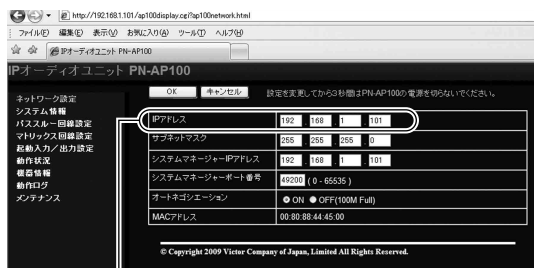 http://192.168.1.101/ap100display.cgi?ap100network.html
ファイル(F) 編集(E) 表示(V) お気に入り(A) ツール(T) ヘルプ(H)
IPオーディオユニット PN-AP100
IPオーディオユニット PN-AP100
OK キャンセル 設定を変更してから3秒間はPN-AP100の電源を切らないでください。
ネットワーク設定
システム情報
パススルー回線設定
マトリックス回線設定
起動入力/出力設定
動作状況
機器情報
動作ログ
メンテナンス
IPアドレス 192 . 168 . 1 . 101
サブネットマスク 255 . 255 . 255 . 0
システムマネージャーIPアドレス 192 . 168 . 1 . 101
システムマネージャーポート番号 49200 ( 0 - 65535 )
オートネゴシエーション ON OFF(100M Full)
MACアドレス 00:80:88:44:45:00
© Copyright 2009 Victor Company of Japan, Limited All Rights Reserved.